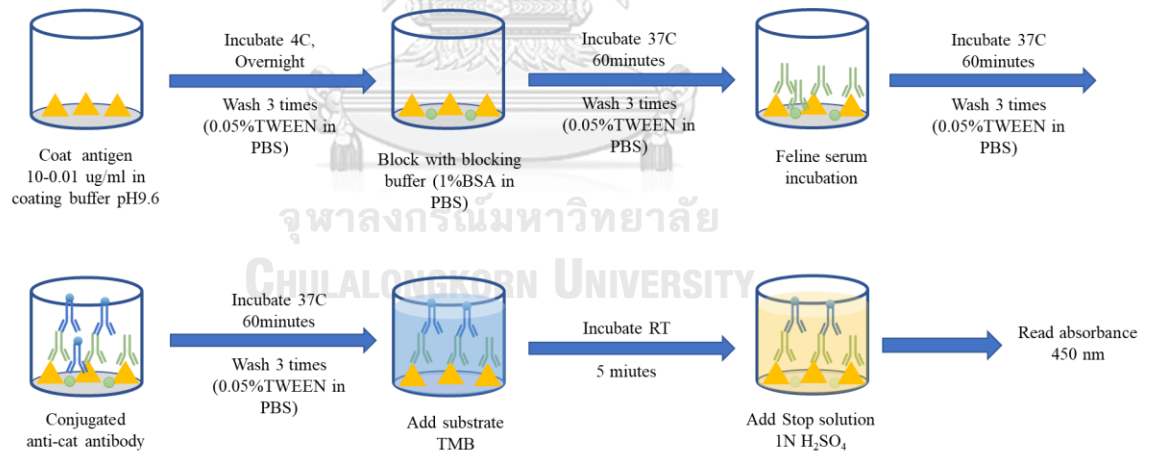 Coat antigen
10-0.01 ug/ml in
coating buffer pH9.6
Incubate 4C,
Overnight
Wash 3 times
(0.05%TWEEN in
PBS)
Block with blocking
buffer (1%BSA in
PBS)
Incubate 37C
60minutes
Wash 3 times
(0.05%TWEEN in
PBS)
Feline serum
incubation
Incubate 37C
60minutes
Wash 3 times
(0.05%TWEEN in
PBS)
จุฬาลงกรณ์มหาวิทยาลัย
CHULALONGKORN UNIVERSITY
Conjugated
anti-cat antibody
Incubate 37C
60minutes
Wash 3 times
(0.05%TWEEN in
PBS)
Add substrate
TMB
Incubate RT
5 miutes
Add Stop solution
1N H₂SO₄
Read absorbance
450 nm